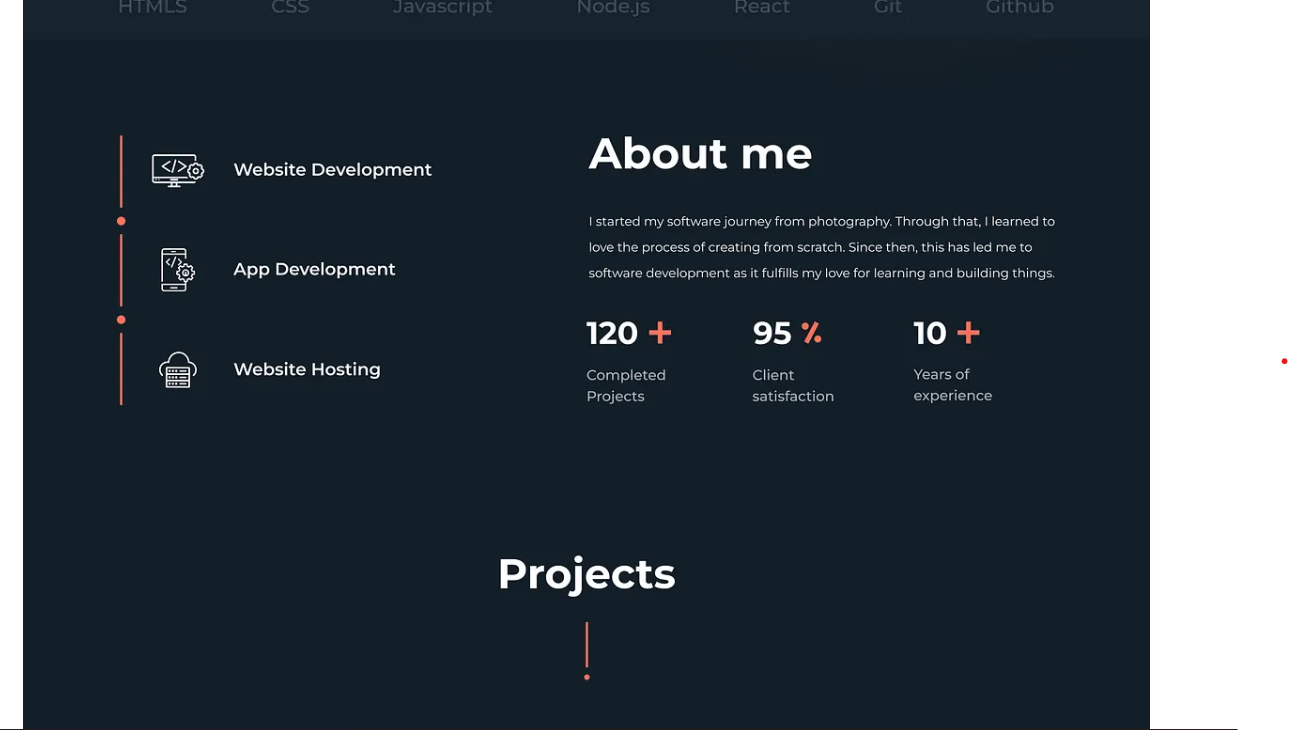 HTMLS
CSS
Javascript
Node.js
React
Git
Github
Website Development
App Development
Website Hosting
About me
I started my software journey from photography. Through that, I learned to
love the process of creating from scratch. Since then, this has led me to
software development as it fulfills my love for learning and building things.
120 +
Completed
Projects
95 %
Client
satisfaction
10 +
Years of
experience
Projects